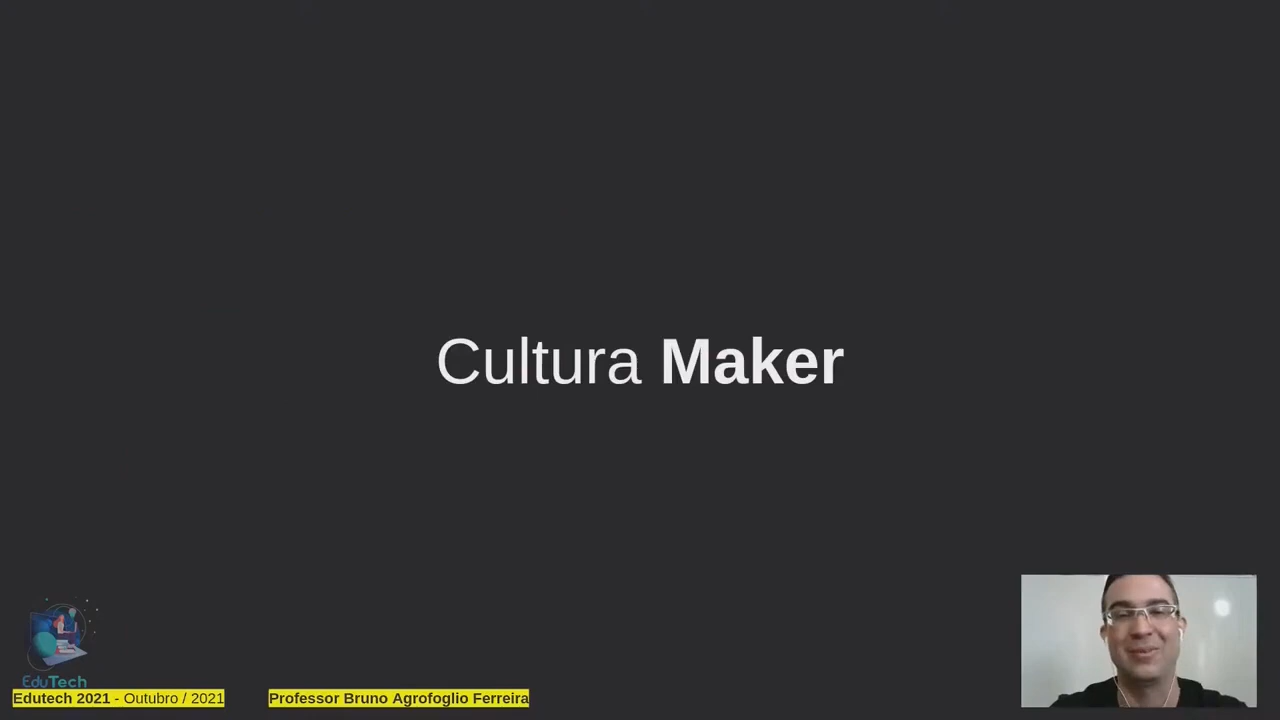 Cultura Maker
EduTech
Edutech 2021 - Outubro / 2021
Professor Bruno Agrofoglio Ferreira